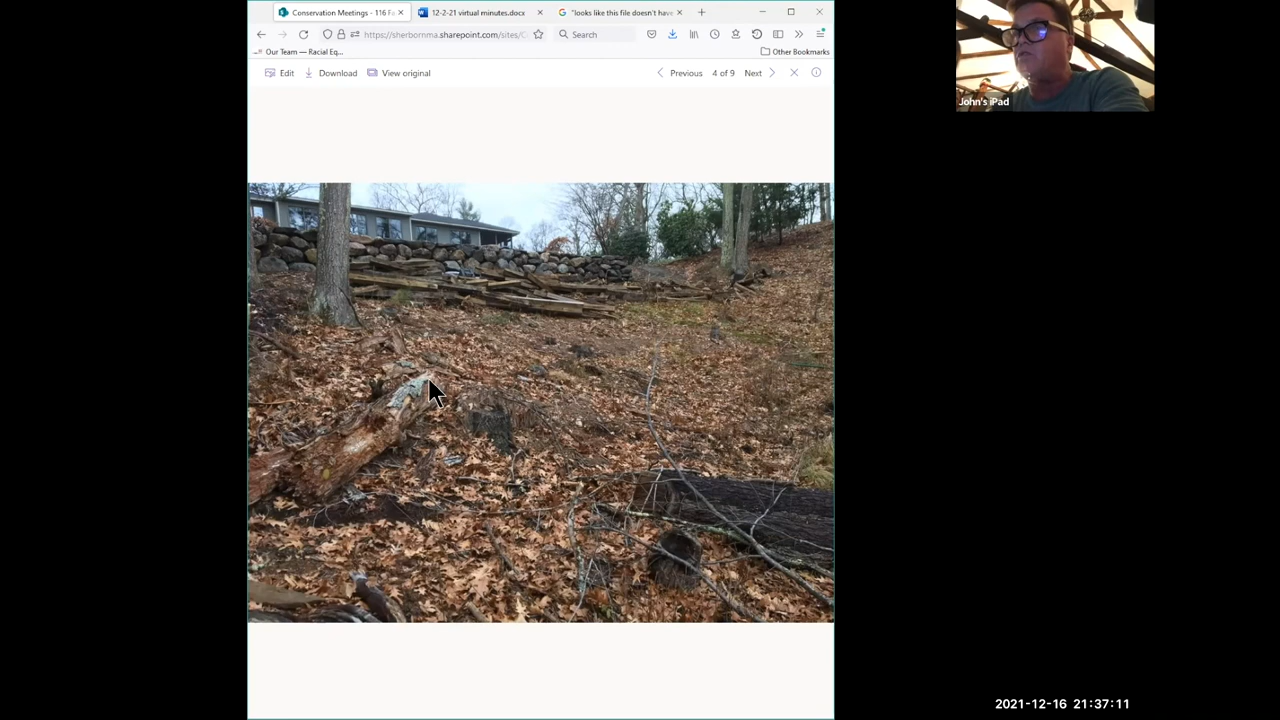 Conservation Meetings - 116 Fa
12-2-21 virtual minutes.docx
"looks like this file doesn't have
https://sherbornma.sharepoint.com/sites/
Search
Our Team — Racial Eq...
Other Bookmarks
Edit
Download
View original
Previous
4 of 9
Next
John's iPad
2021-12-16 21:37:11